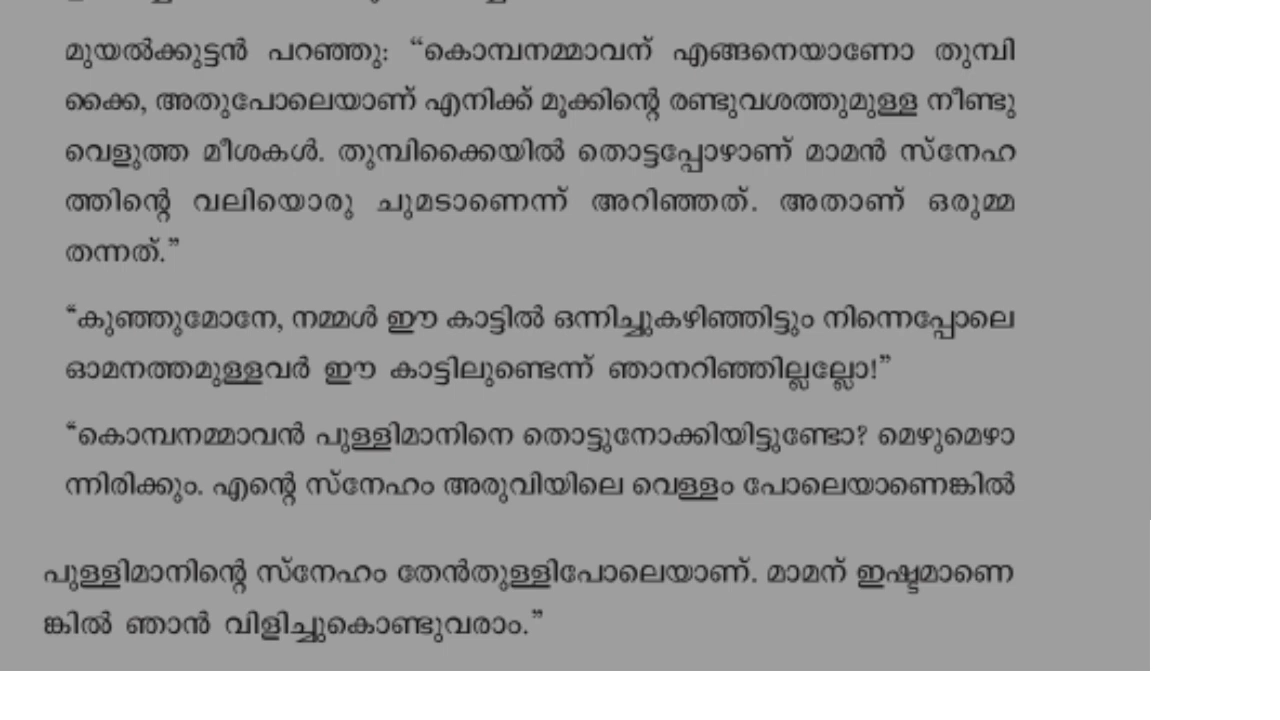 മുയൽക്കുട്ടൻ പറഞ്ഞു: “കൊമ്പനമ്മാവന് എങ്ങനെയാണോ തുമ്പി
ക്കൈ, അതുപോലെയാണ് എനിക്ക് മൂക്കിന്റെ രണ്ടുവശത്തുമുള്ള നീണ്ടു
വെളുത്ത മീശകൾ. തുമ്പിക്കൈയിൽ തൊട്ടപ്പോഴാണ് മാമൻ സ്നേഹ
ത്തിന്റെ വലിയൊരു ചുമടാണെന്ന് അറിഞ്ഞത്. അതാണ് ഒരുമ്മ
തന്നത്.”
“കുഞ്ഞുമോനേ, നമ്മൾ ഈ കാട്ടിൽ ഒന്നിച്ചുകഴിഞ്ഞിട്ടും നിന്നെപ്പോലെ
ഓമനത്തമുള്ളവർ ഈ കാട്ടിലുണ്ടെന്ന് ഞാനറിഞ്ഞില്ലല്ലോ!”
“കൊമ്പനമ്മാവൻ പുള്ളിമാനിനെ തൊട്ടുനോക്കിയിട്ടുണ്ടോ? മെഴുമെഴാ
ന്നിരിക്കും. എന്റെ സ്നേഹം അരുവിയിലെ വെള്ളം പോലെയാണെങ്കിൽ
പുള്ളിമാനിന്റെ സ്നേഹം തേൻതുള്ളിപോലെയാണ്. മാമന് ഇഷ്ടമാണെ
ങ്കിൽ ഞാൻ വിളിച്ചുകൊണ്ടുവരാം.”